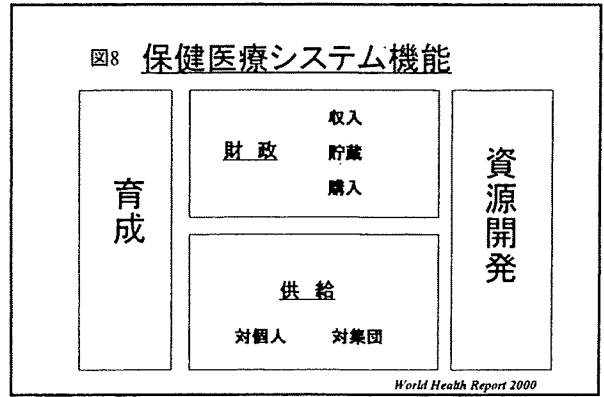 図8 保健医療システム機能
育成
財政
収入
貯蔵
購入
供給
対個人 対集団
資源開発
World Health Report 2000